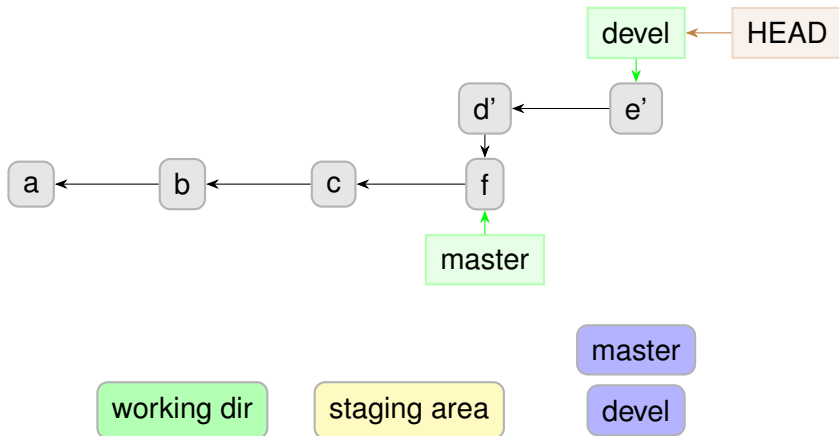 devel HEAD
d’ e’
a b c f
master
master
working dir staging area devel